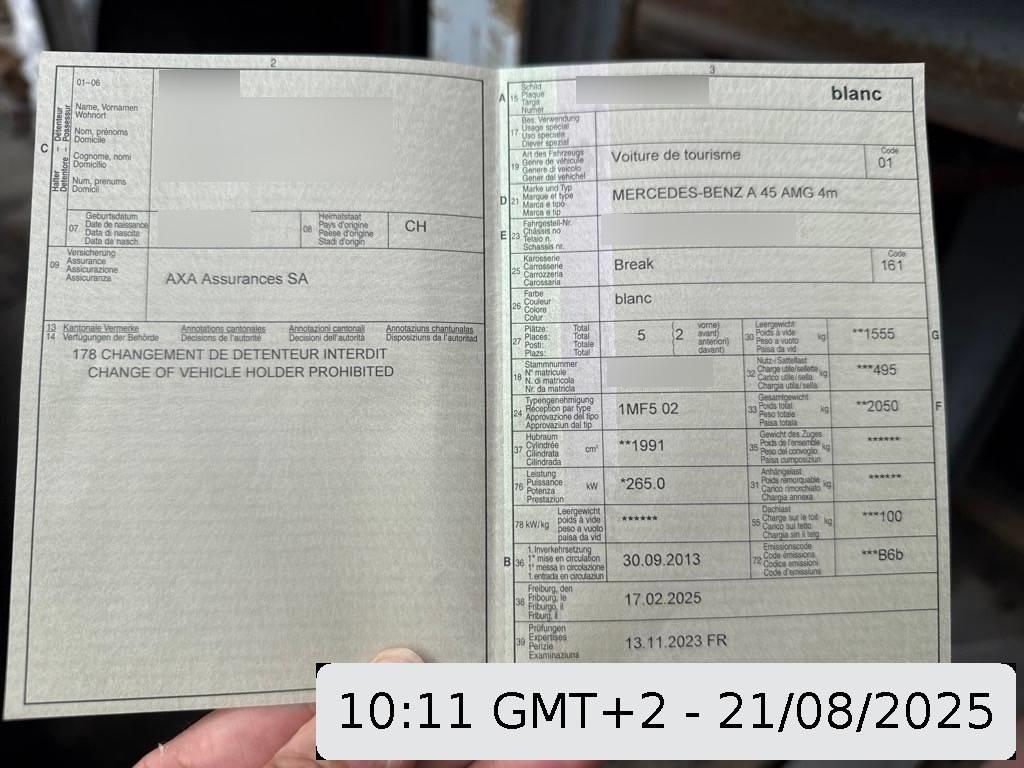 2
01–06
Name, Vornamen
Wohnort
Nom, prénoms
Domicile
Cognome, nomi
Domicilio
Num, prenums
Domicil
C
Halter – Détenteur
Detentore – Possessur
07
Geburtsdatum
Date de naissance
Data di nascita
Data da nasch.
08
Heimatstaat
Pays d'origine
Paese d'origine
Stadi d'origin
CH
09
Versicherung
Assurance
Assicurazione
Assicuranza
AXA Assurances SA
13 Kantonale Vermerke Annotations cantonales Annotazioni cantonali Annotaziuns chantunalas
14 Verfügungen der Behörde Décisions de l'autorité Decisioni dell'autorità Disposiziuns da l'autoritad
178 CHANGEMENT DE DETENTEUR INTERDIT
CHANGE OF VEHICLE HOLDER PROHIBITED
3
A 15
Schild
Plaque
Targa
Numer
blanc
17
Bes. Verwendung
Usage spécial
Uso speciale
Diever spezial
19
Art des Fahrzeugs
Genre de véhicule
Genere di veicolo
Gener dal vehichel
Voiture de tourisme
Code
01
D 21
Marke und Typ
Marque et type
Marca e tipo
Marca e tip
MERCEDES-BENZ A 45 AMG 4m
E 23
Fahrgestell-Nr.
Châssis no
Telaio n.
Schassis nr.
25
Karosserie
Carrosserie
Carrozzeria
Carossaria
Break
Code
161
26
Farbe
Couleur
Colore
Colur
blanc
27
Plätze: Total
Places: Total
Posti: Totale
Plazs: Total
5
2
vorne)
avant)
anteriori)
davant)
30
Leergewicht
Poids à vide
Peso a vuoto
Paisa da vid
kg
**1555
G
18
Stammnummer
N° matricule
N. di matricola
Nr. da matricla
32
Nutz-/Sattellast
Charge utile/sellette
Carico utile/sella
Chargia utila/sella
kg
***495
24
Typengenehmigung
Réception par type
Approvazione del tipo
Approvaziun dal tip
1MF5 02
33
Gesamtgewicht
Poids total
Peso totale
Paisa totala
kg
**2050
F
37
Hubraum
Cylindrée
Cilindrata
Cilindrada
cm³
**1991
35
Gewicht des Zuges
Poids de l'ensemble
Peso del convoglio
Paisa cumposiziun
kg
******
76
Leistung
Puissance
Potenza
Prestaziun
kW
*265.0
31
Anhängelast
Poids remorquable
Carico rimorchiato
Chargia annexa
kg
******
78 kW/kg
Leergewicht
poids à vide
peso a vuoto
paisa da vid
******
55
Dachlast
Charge sur le toit
Carico sul tetto
Chargia sin il tetg
kg
***100
B 36
1. Inverkehrsetzung
1re mise en circulation
1a messa in circolazione
1. entrada en circulaziun
30.09.2013
72
Emissionscode
Code émissions
Codice emissioni
Code d'emissiuns
***B6b
38
Freiburg, den
Fribourg, le
Friburgo, il
Friburg, il
17.02.2025
39
Prüfungen
Expertises
Perizie
Examinaziuns
13.11.2023 FR
10:11 GMT+2 - 21/08/2025